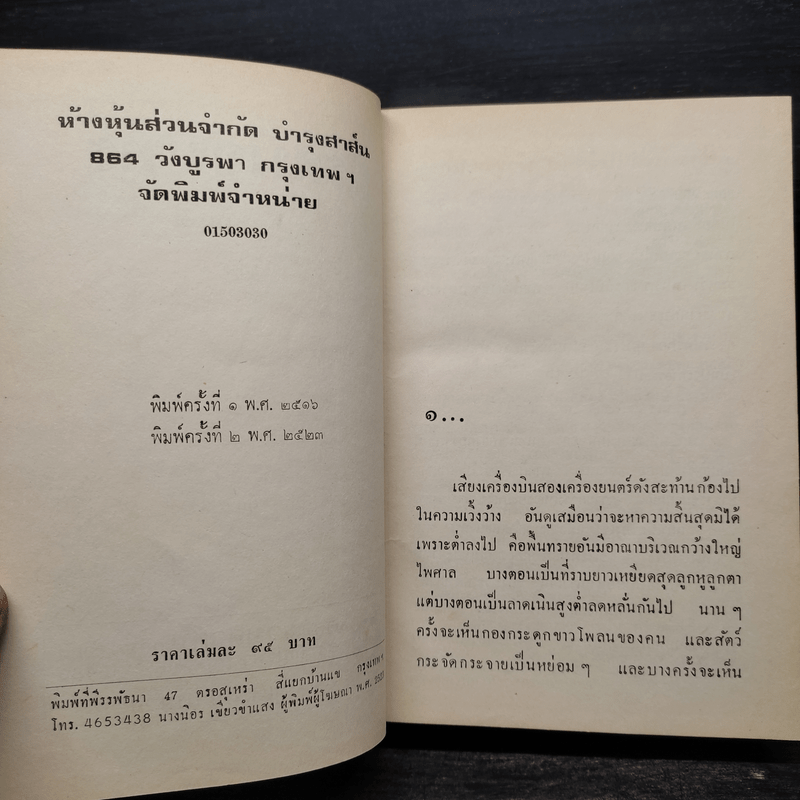 ห้างหุ้นส่วนจำกัด บำรุงสาส์น
864 วังบูรพา กรุงเทพฯ
จัดพิมพ์จำหน่าย
01503030
พิมพ์ครั้งที่ ๑ พ.ศ. ๒๕๑๖
พิมพ์ครั้งที่ ๒ พ.ศ. ๒๕๒๓
ราคาเล่มละ ๙๕ บาท
พิมพ์ที่พีรรพัธนา 47 ตรอสุเหร่า สี่แยกบ้านแข กรุงเทพฯ
โทร. 4653438 นางนิอร เขียวขำแสง ผู้พิมพ์ผู้โฆษณา พ.ศ. 2523
๑...
เสียงเครื่องบินสองเครื่องยนตร์ดังสะท้านก้องไป
ในความเวิ้งว้าง อันดูเสมือนว่าจะหาความสิ้นสุดมิได้
เพราะต่ำลงไป คือพื้นทรายอันมีอาณาบริเวณกว้างใหญ่
ไพศาล บางตอนเป็นที่ราบยาวเหยียดสุดลูกหูลูกตา
แต่บางตอนเป็นลาดเนินสูงต่ำลดหลั่นกันไป นาน ๆ
ครั้งจะเห็นกองกระดูกขาวโพลนของคน และสัตว์
กระจัดกระจายเป็นหย่อม ๆ และบางครั้งจะเห็น